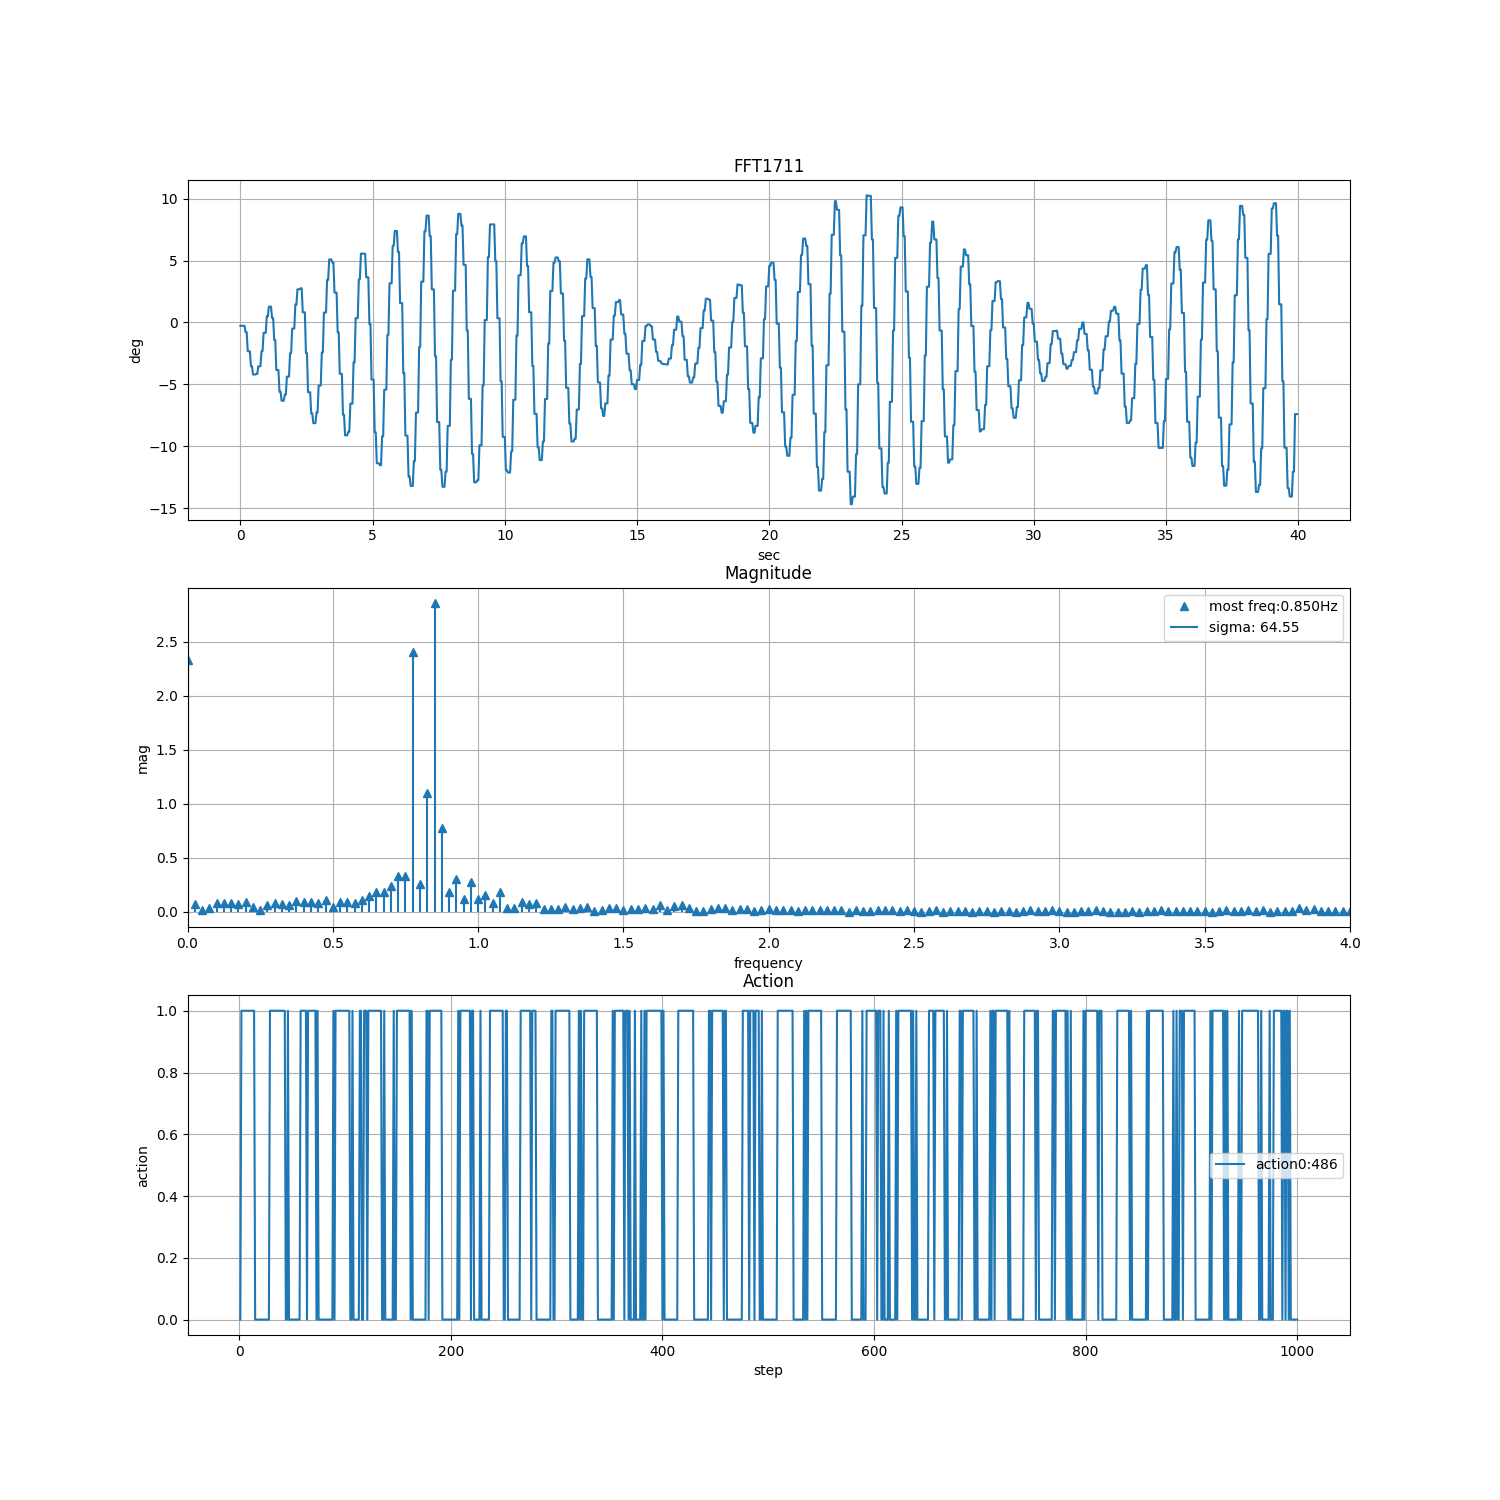 FFT1711
10
5
0
−5
−10
−15
deg
0 5 10 15 20 25 30 35 40
sec
Magnitude
most freq:0.850Hz
sigma: 64.55
2.5
2.0
1.5
1.0
0.5
0.0
mag
0.0 0.5 1.0 1.5 2.0 2.5 3.0 3.5 4.0
frequency
Action
1.0
0.8
0.6
0.4
0.2
0.0
action
action0:486
0 200 400 600 800 1000
step